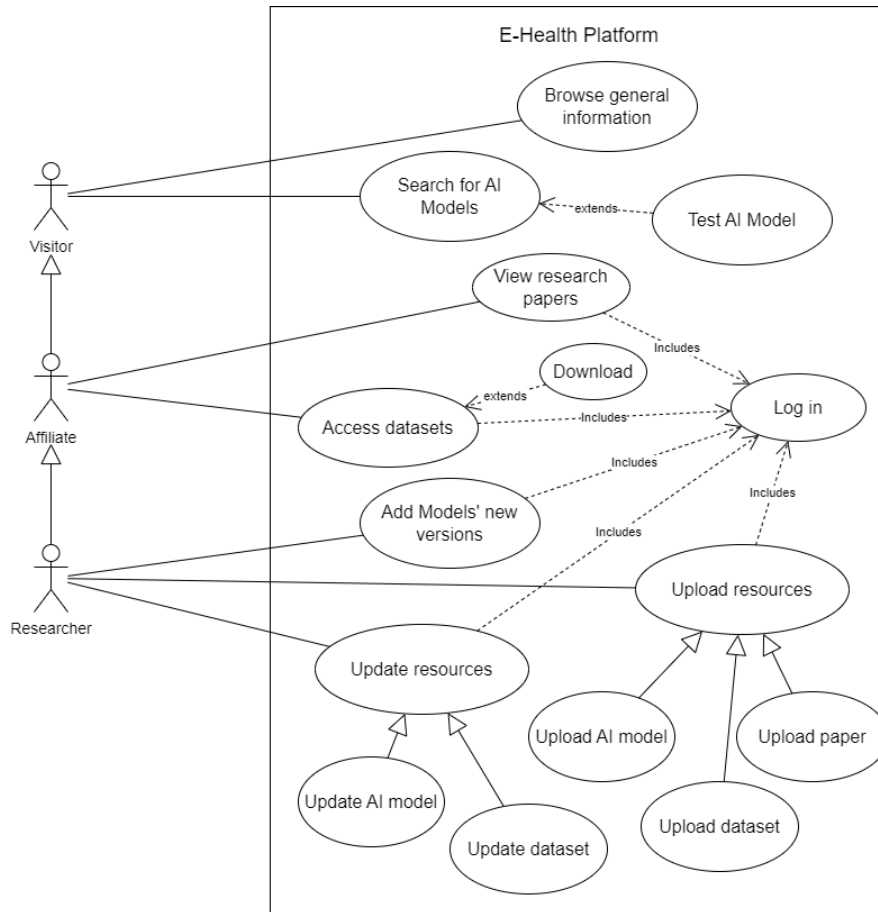 E-Health Platform
Browse general
information
Search for AI
Models
extends
Test AI Model
Visitor
View research
papers
Includes
Download
extends
Access datasets
Includes
Log in
Affiliate
Includes
Add Models' new
versions
Includes
Includes
Researcher
Upload resources
Update resources
Upload AI model
Upload paper
Update AI model
Upload dataset
Update dataset